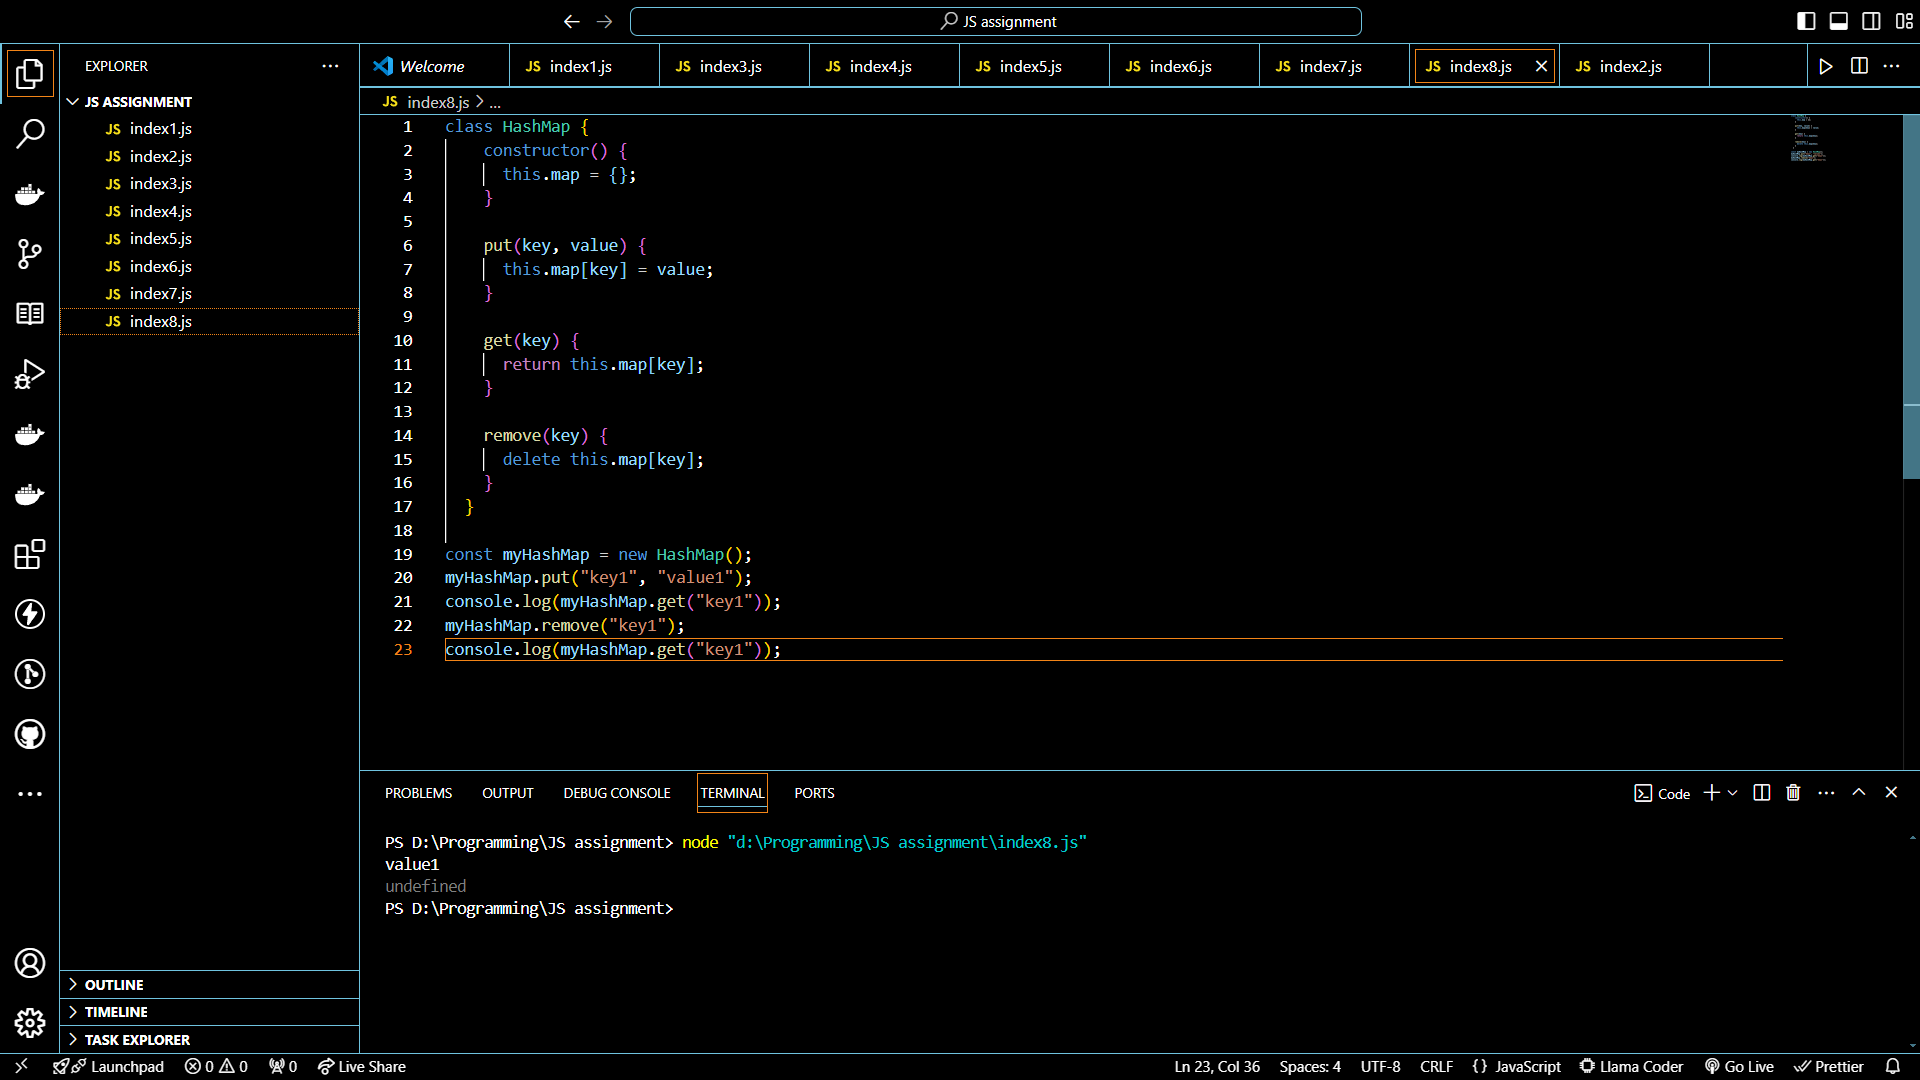 JS assignment
EXPLORER
JS ASSIGNMENT
JS index1.js
JS index2.js
JS index3.js
JS index4.js
JS index5.js
JS index6.js
JS index7.js
JS index8.js
OUTLINE
TIMELINE
TASK EXPLORER
Welcome JS index1.js JS index3.js JS index4.js JS index5.js JS index6.js JS index7.js JS index8.js JS index2.js
JS index8.js > ...
1 class HashMap {
2 constructor() {
3 this.map = {};
4 }
5
6 put(key, value) {
7 this.map[key] = value;
8 }
9
10 get(key) {
11 return this.map[key];
12 }
13
14 remove(key) {
15 delete this.map[key];
16 }
17 }
18
19 const myHashMap = new HashMap();
20 myHashMap.put("key1", "value1");
21 console.log(myHashMap.get("key1"));
22 myHashMap.remove("key1");
23 console.log(myHashMap.get("key1"));
PROBLEMS OUTPUT DEBUG CONSOLE TERMINAL PORTS Code
PS D:\Programming\JS assignment> node "d:\Programming\JS assignment\index8.js"
value1
undefined
PS D:\Programming\JS assignment>
Launchpad 0 0 0 Live Share Ln 23, Col 36 Spaces: 4 UTF-8 CRLF {} JavaScript Llama Coder Go Live Prettier